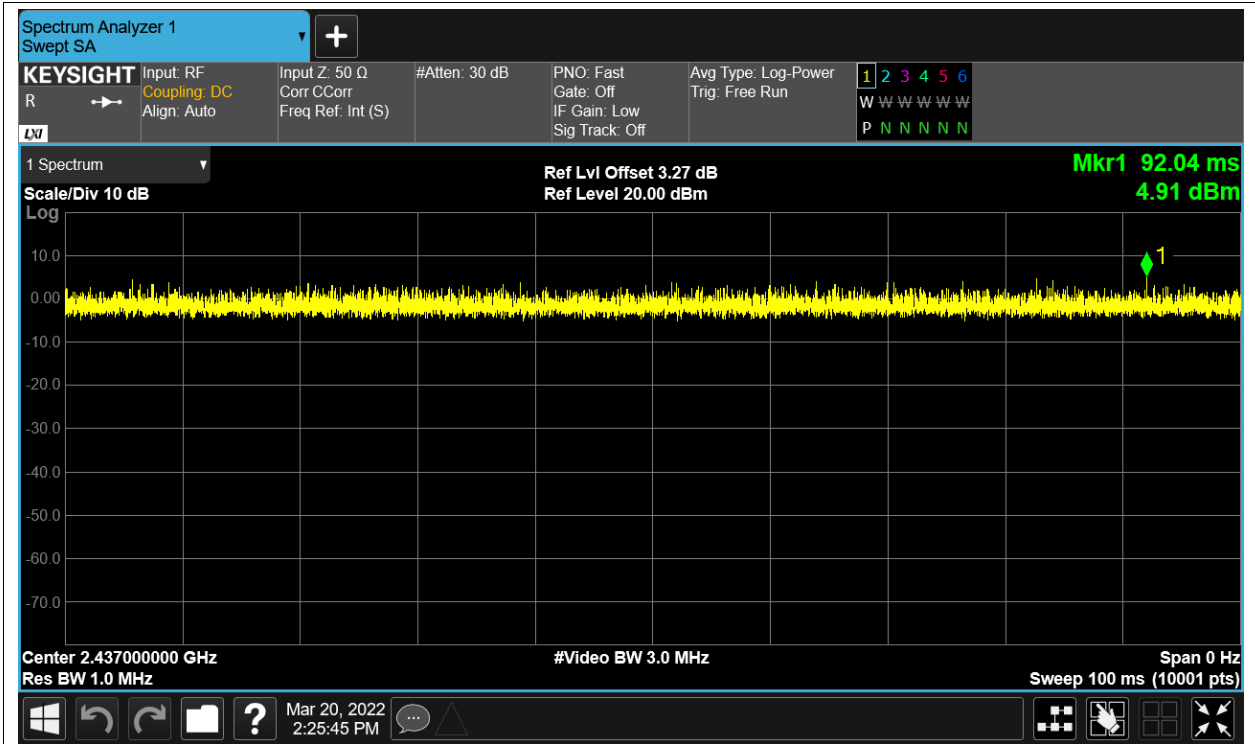 Spectrum Analyzer 1
Swept SA
KEYSIGHT
R
LXI
Input: RF
Coupling: DC
Align: Auto
Input Z: 50 Ω
Corr CCorr
Freq Ref: Int (S)
#Atten: 30 dB
PNO: Fast
Gate: Off
IF Gain: Low
Sig Track: Off
Avg Type: Log-Power
Trig: Free Run
1 2 3 4 5 6
W W W W W W
P N N N N N
1 Spectrum
Scale/Div 10 dB
Log
Ref Lvl Offset 3.27 dB
Ref Level 20.00 dBm
Mkr1 92.04 ms
4.91 dBm
1
10.0
0.00
-10.0
-20.0
-30.0
-40.0
-50.0
-60.0
-70.0
Center 2.437000000 GHz
Res BW 1.0 MHz
#Video BW 3.0 MHz
Span 0 Hz
Sweep 100 ms (10001 pts)
?
Mar 20, 2022
2:25:45 PM